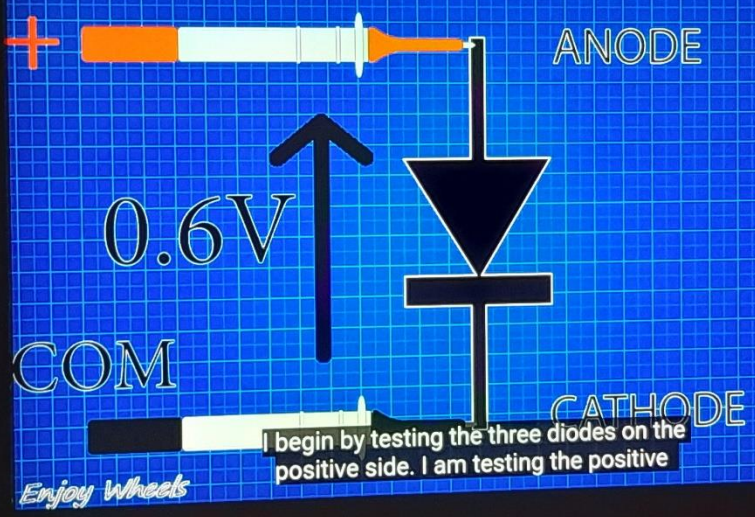 +
ANODE
0.6V
COM
CATHODE
I begin by testing the three diodes on the
positive side. I am testing the positive
Enjoy Wheels